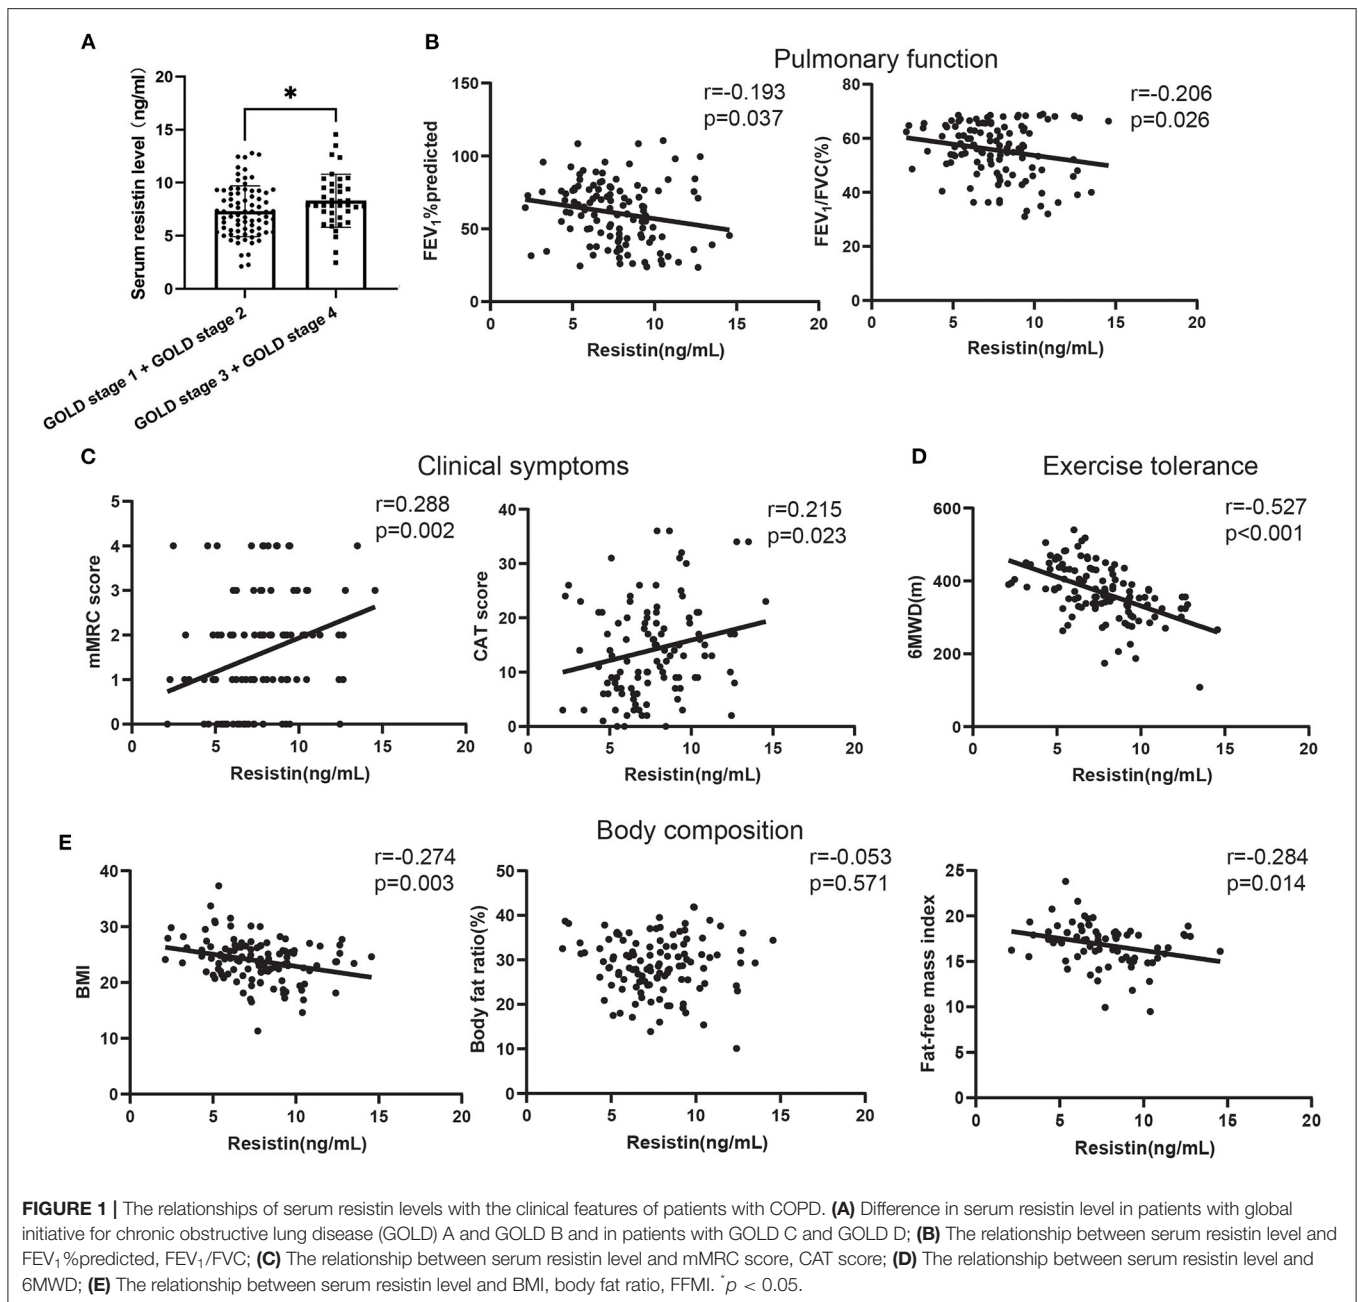 A
Serum resistin level (ng/ml)
20
15
10
5
0
*
GOLD stage 1 + GOLD stage 2
GOLD stage 3 + GOLD stage 4
B
Pulmonary function
FEV1%predicted
150
100
50
0
r=-0.193
p=0.037
0 5 10 15 20
Resistin(ng/mL)
FEV1/FVC(%)
80
60
40
20
0
r=-0.206
p=0.026
0 5 10 15 20
Resistin(ng/mL)
C
Clinical symptoms
mMRC score
5
4
3
2
1
0
r=0.288
p=0.002
0 5 10 15 20
Resistin(ng/mL)
CAT score
40
30
20
10
0
r=0.215
p=0.023
0 5 10 15 20
Resistin(ng/mL)
D
Exercise tolerance
6MWD(m)
600
400
200
0
r=-0.527
p<0.001
0 5 10 15 20
Resistin(ng/mL)
E
Body composition
BMI
40
30
20
10
0
r=-0.274
p=0.003
0 5 10 15 20
Resistin(ng/mL)
Body fat ratio(%)
50
40
30
20
10
0
r=-0.053
p=0.571
0 5 10 15 20
Resistin(ng/mL)
Fat-free mass index
25
20
15
10
5
0
r=-0.284
p=0.014
0 5 10 15 20
Resistin(ng/mL)
FIGURE 1 | The relationships of serum resistin levels with the clinical features of patients with COPD. (A) Difference in serum resistin level in patients with global
initiative for chronic obstructive lung disease (GOLD) A and GOLD B and in patients with GOLD C and GOLD D; (B) The relationship between serum resistin level and
FEV1%predicted, FEV1/FVC; (C) The relationship between serum resistin level and mMRC score, CAT score; (D) The relationship between serum resistin level and
6MWD; (E) The relationship between serum resistin level and BMI, body fat ratio, FFMI. *p < 0.05.